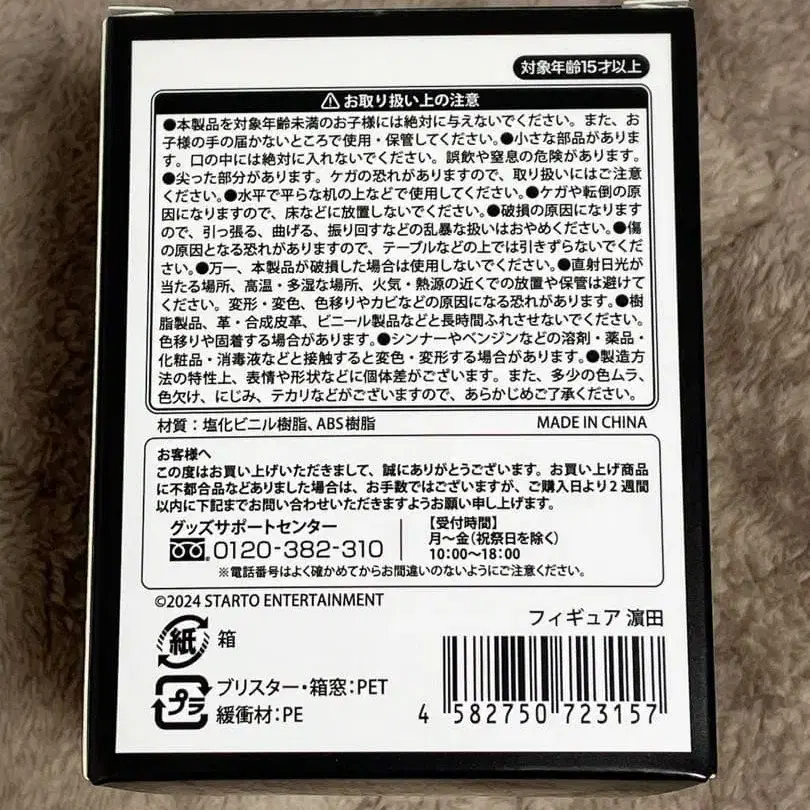 対象年齢15才以上
⚠お取り扱い上の注意
●本製品を対象年齢未満のお子様には絶対に与えないでください。また、お
子様の手の届かないところで使用・保管してください。●小さな部品がありま
す。口の中には絶対に入れないでください。誤飲や窒息の危険があります。
●尖った部分があります。ケガの恐れがありますので、取り扱いにはご注意
ください。●水平で平らな机の上などで使用してください。●ケガや転倒の原
因になりますので、床などに放置しないでください。●破損の原因になります
ので、引っ張る、曲げる、振り回すなどの乱暴な扱いはおやめください。●傷
の原因となる恐れがありますので、テーブルなどの上では引きずらないでくだ
さい。●万一、本製品が破損した場合は使用しないでください。●直射日光が
当たる場所、高温・多湿な場所、火気・熱源の近くでの放置や保管は避けて
ください。変形・変色、色移りやカビなどの原因になる恐れがあります。●樹
脂製品、革・合成皮革、ビニール製品などと長時間ふれさせないでください。
色移りや固着する場合があります。●シンナーやベンジンなどの溶剤・薬品・
化粧品・消毒液などと接触すると変色・変形する場合があります。●製造方
法の特性上、表情や形状などに個体差がございます。また、多少の色ムラ、
色欠け、にじみ、テカリなどがございますので、あらかじめご了承ください。
材質:塩化ビニル樹脂、ABS樹脂 MADE IN CHINA
お客様へ
この度はお買い上げいただきまして、誠にありがとうございます。お買い上げ商品
に不都合品などありました場合は、お手数ではございますが、ご購入日より2週間
以内に下記までお問い合わせいただきますようお願い申し上げます。
グッズサポートセンター
0120-382-310
【受付時間】
月~金(祝祭日を除く)
10:00~18:00
※電話番号はよく確かめてからお間違いのないようにご注意ください。
©2024 STARTO ENTERTAINMENT
フィギュア 濵田
紙 箱
プラ ブリスター・箱窓:PET
緩衝材:PE
4 582750 723157